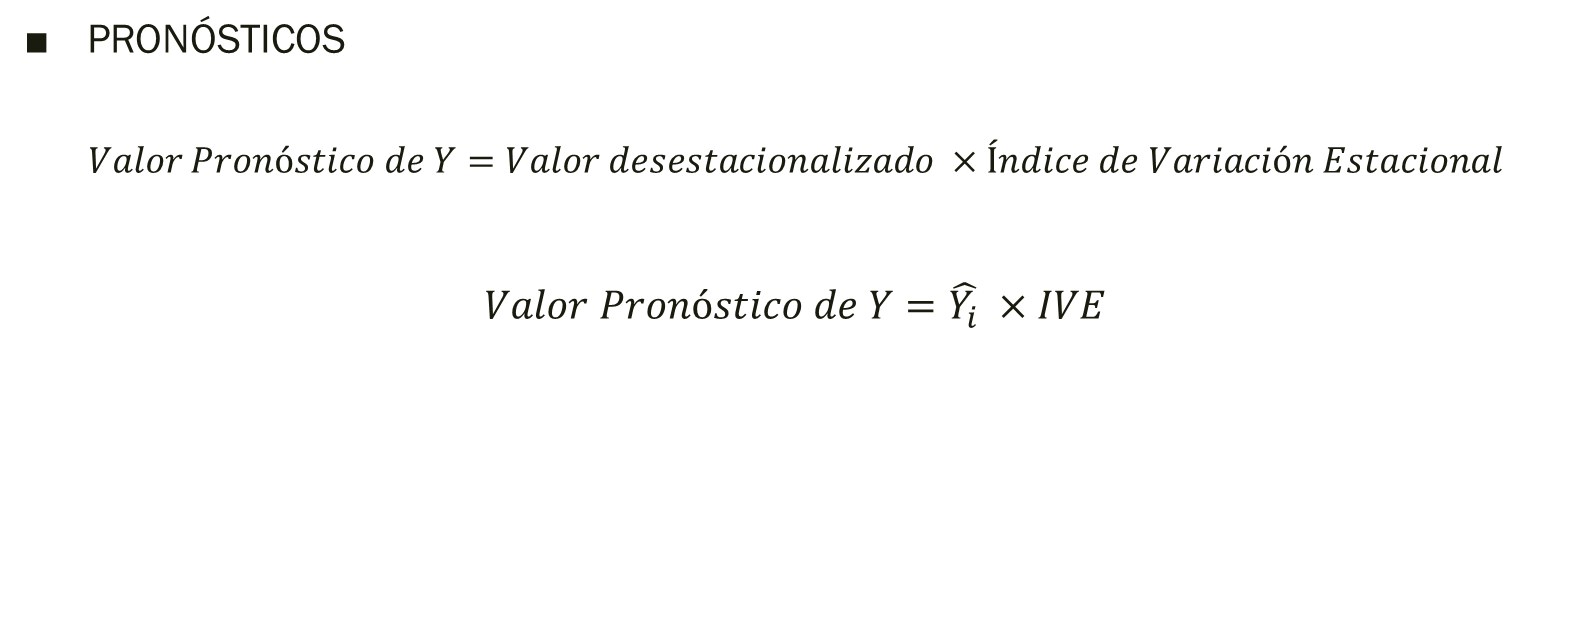 ▪ PRONÓSTICOS
Valor Pronóstico de Y = Valor desestacionalizado × Índice de Variación Estacional
Valor Pronóstico de Y = Ŷᵢ × IVE